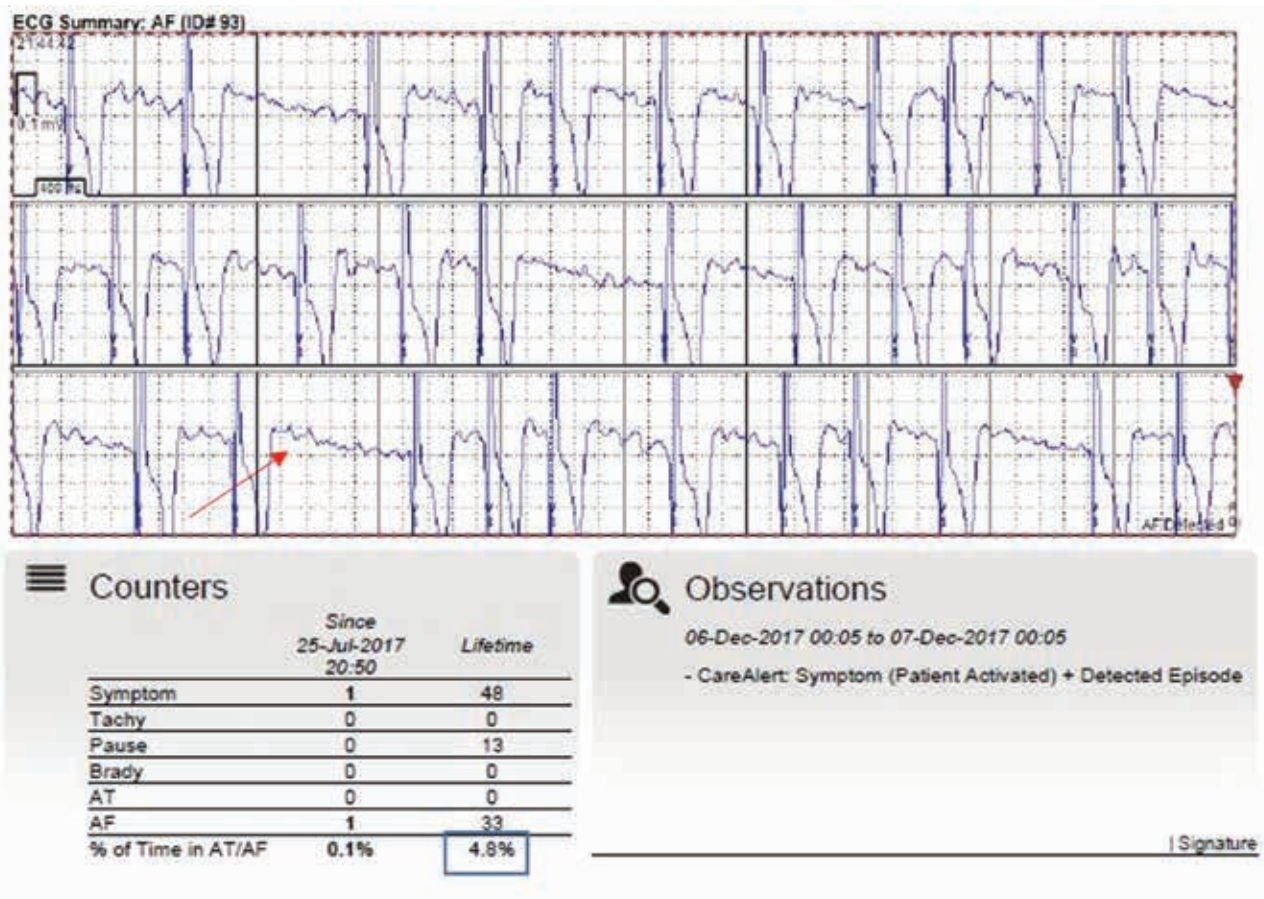 ECG Summary: AF (ID# 93)
21:44:42
0.1 mV
400 ms
AF Detected
Counters
Since
25-Jul-2017
20:50
Lifetime
Symptom 1 48
Tachy 0 0
Pause 0 13
Brady 0 0
AT 0 0
AF 1 33
% of Time in AT/AF 0.1% 4.8%
Observations
06-Dec-2017 00:05 to 07-Dec-2017 00:05
- CareAlert: Symptom (Patient Activated) + Detected Episode
| Signature